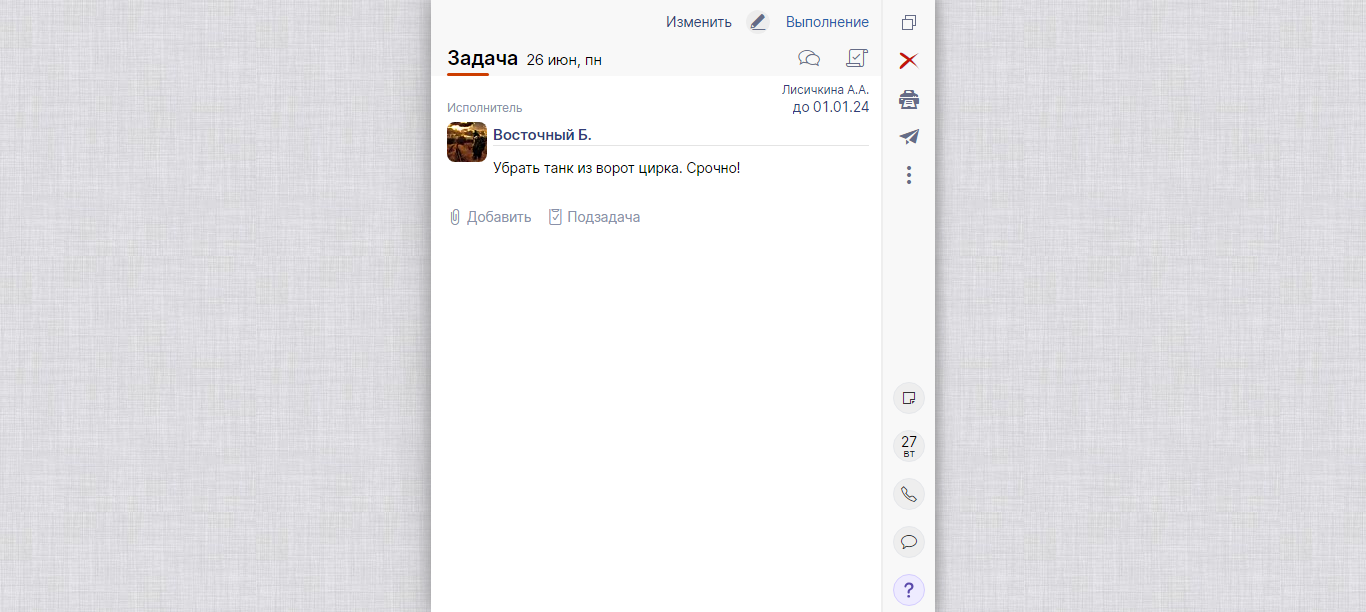 Изменить Выполнение
Задача 26 июн, пн
Лисичкина А.А.
Исполнитель до 01.01.24
Восточный Б.
Убрать танк из ворот цирка. Срочно!
Добавить Подзадача
27
вт
?